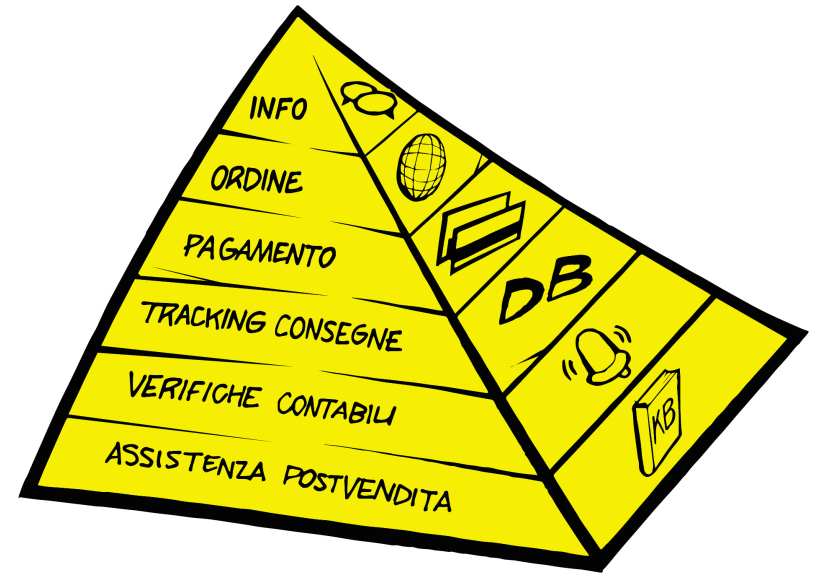 INFO
ORDINE
PAGAMENTO
DB
TRACKING CONSEGNE
VERIFICHE CONTABILI
KB
ASSISTENZA POSTVENDITA